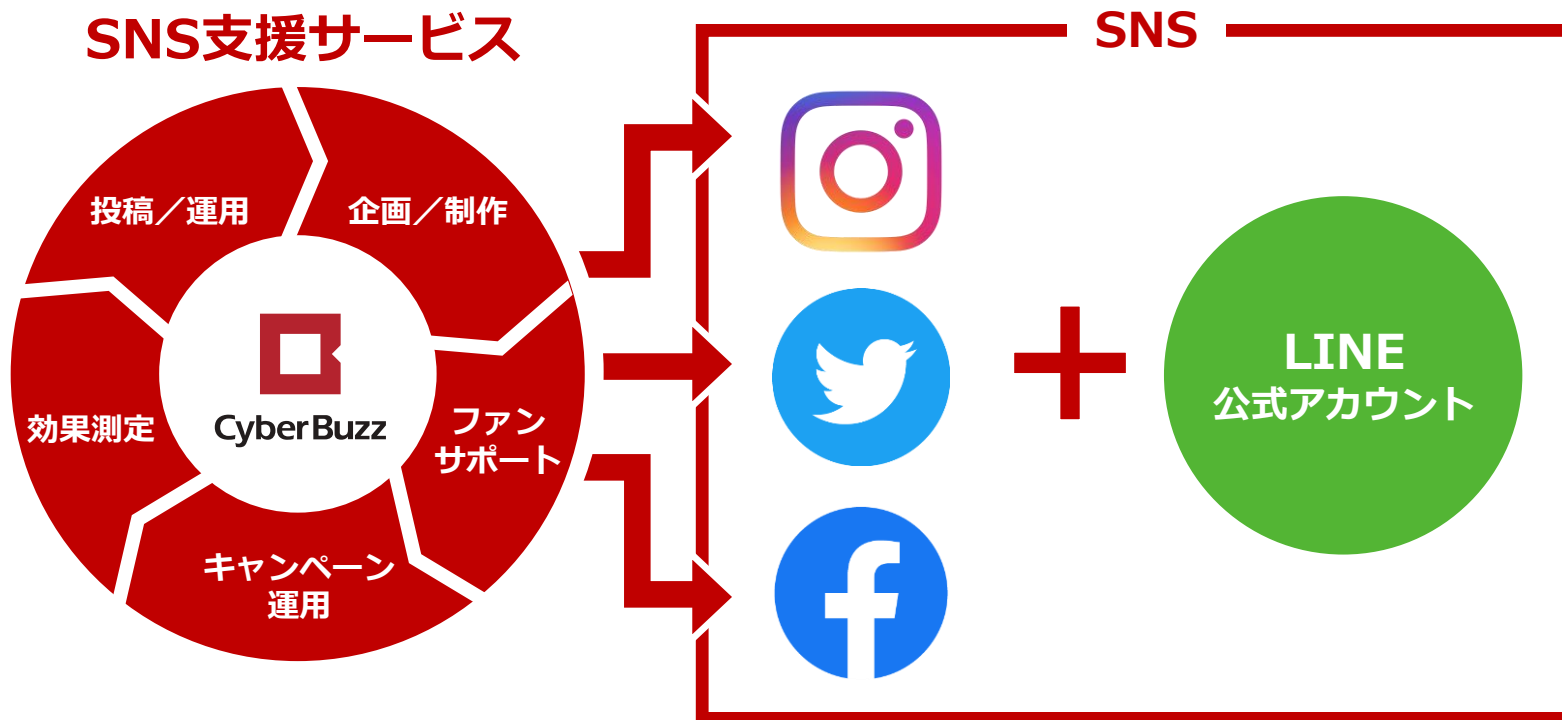 SNS支援サービス
SNS
投稿／運用
企画／制作
効果測定
CyberBuzz
ファン
サポート
キャンペーン
運用
LINE
公式アカウント